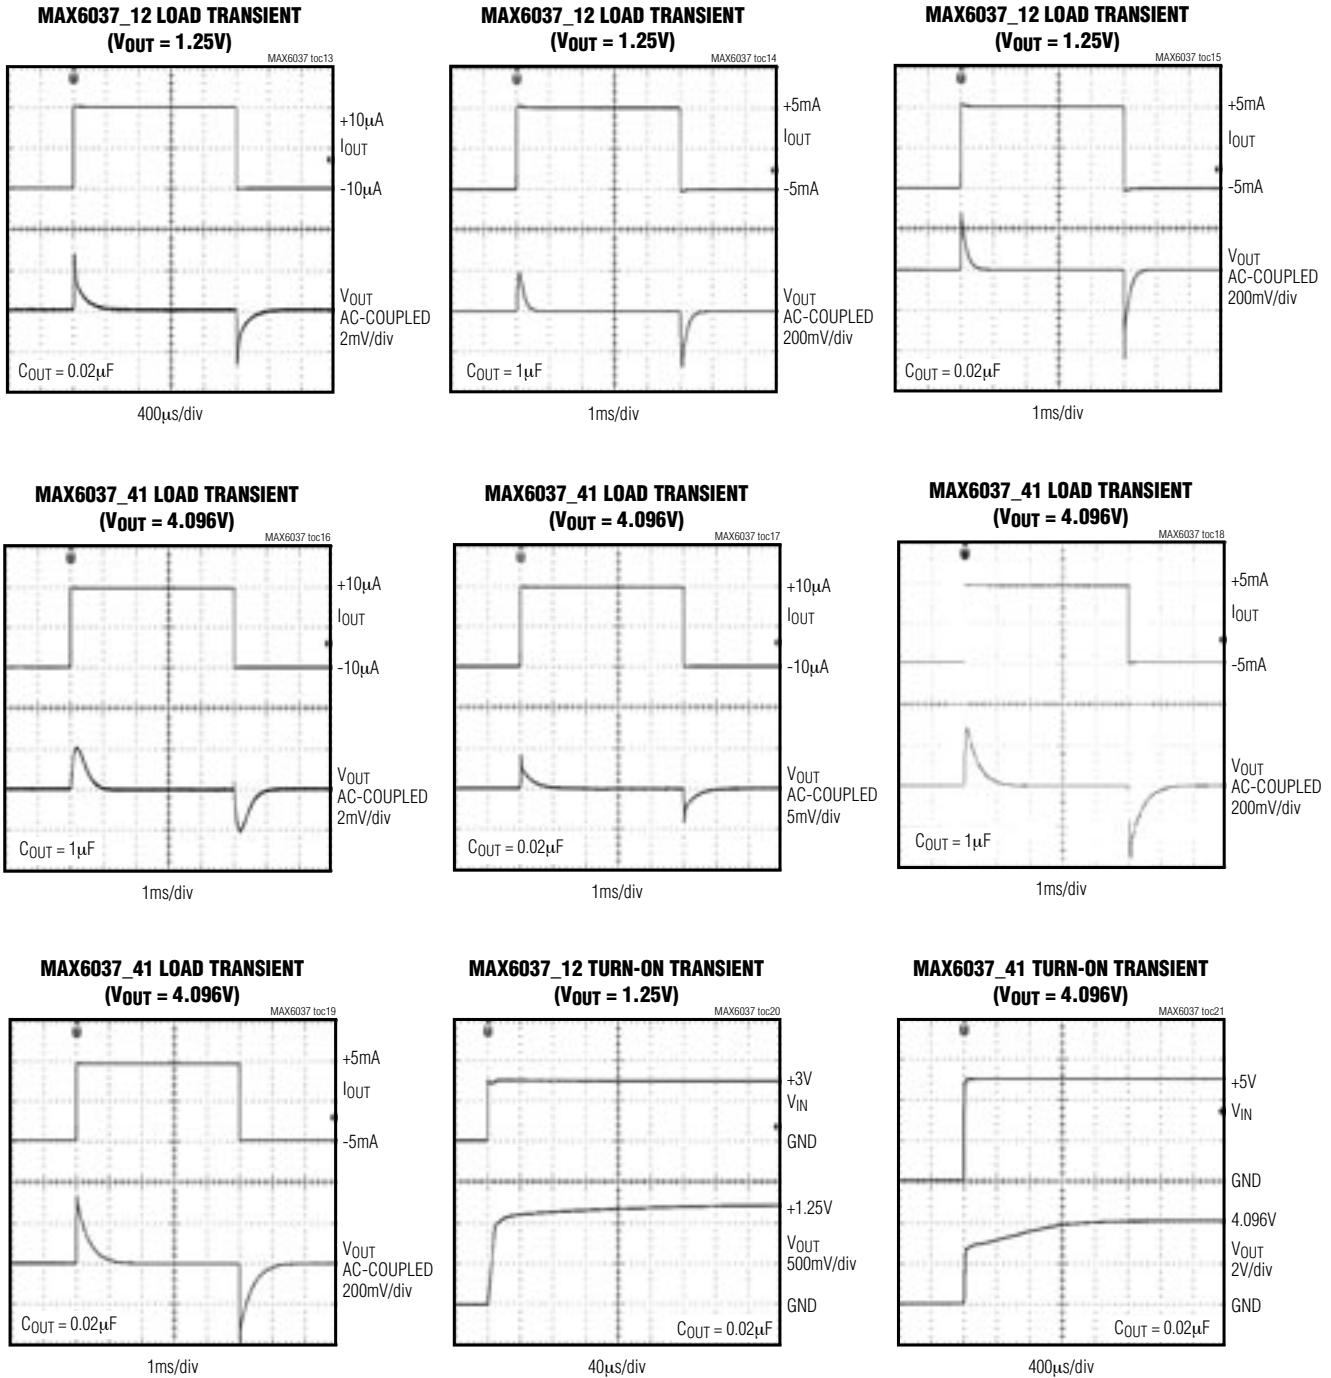 MAX6037_12 LOAD TRANSIENT
(VOUT = 1.25V)
MAX6037 toc13
+10μA
IOUT
-10μA
VOUT
AC-COUPLED
2mV/div
COUT = 0.02μF
400μs/div
MAX6037_12 LOAD TRANSIENT
(VOUT = 1.25V)
MAX6037 toc14
+5mA
IOUT
-5mA
VOUT
AC-COUPLED
200mV/div
COUT = 1μF
1ms/div
MAX6037_12 LOAD TRANSIENT
(VOUT = 1.25V)
MAX6037 toc15
+5mA
IOUT
-5mA
VOUT
AC-COUPLED
200mV/div
COUT = 0.02μF
1ms/div
MAX6037_41 LOAD TRANSIENT
(VOUT = 4.096V)
MAX6037 toc16
+10μA
IOUT
-10μA
VOUT
AC-COUPLED
2mV/div
COUT = 1μF
1ms/div
MAX6037_41 LOAD TRANSIENT
(VOUT = 4.096V)
MAX6037 toc17
+10μA
IOUT
-10μA
VOUT
AC-COUPLED
5mV/div
COUT = 0.02μF
1ms/div
MAX6037_41 LOAD TRANSIENT
(VOUT = 4.096V)
MAX6037 toc18
+5mA
IOUT
-5mA
VOUT
AC-COUPLED
200mV/div
COUT = 1μF
1ms/div
MAX6037_41 LOAD TRANSIENT
(VOUT = 4.096V)
MAX6037 toc19
+5mA
IOUT
-5mA
VOUT
AC-COUPLED
200mV/div
COUT = 0.02μF
1ms/div
MAX6037_12 TURN-ON TRANSIENT
(VOUT = 1.25V)
MAX6037 toc20
+3V
VIN
GND
+1.25V
VOUT
500mV/div
GND
COUT = 0.02μF
40μs/div
MAX6037_41 TURN-ON TRANSIENT
(VOUT = 4.096V)
MAX6037 toc21
+5V
VIN
GND
4.096V
VOUT
2V/div
GND
COUT = 0.02μF
400μs/div